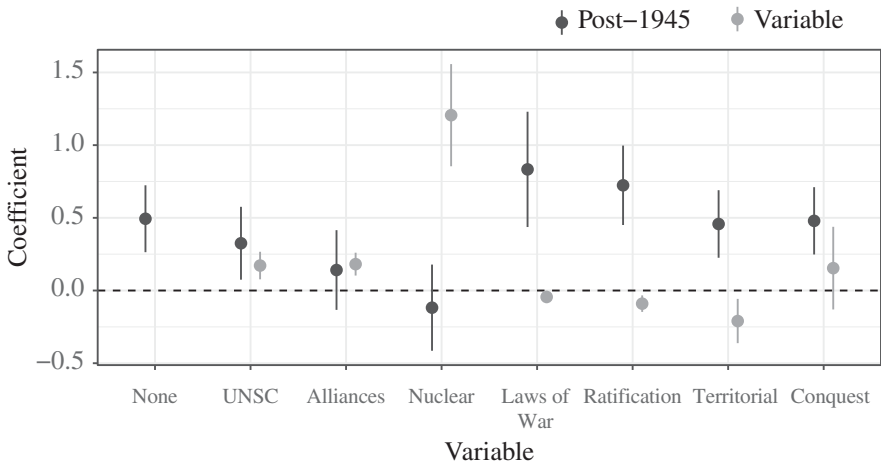 Post−1945 Variable
Coefficient
1.5
1.0
0.5
0.0
−0.5
None UNSC Alliances Nuclear Laws of War Ratification Territorial Conquest
Variable